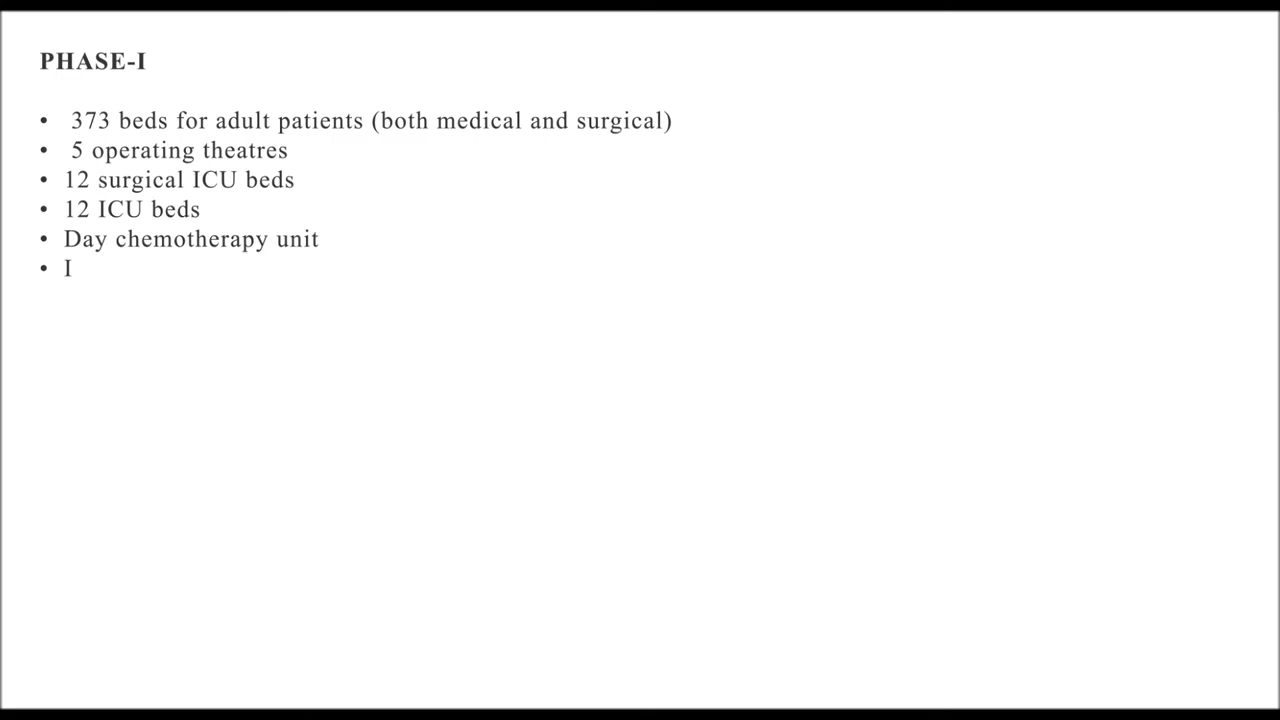 PHASE-I
• 373 beds for adult patients (both medical and surgical)
• 5 operating theatres
• 12 surgical ICU beds
• 12 ICU beds
• Day chemotherapy unit
• I